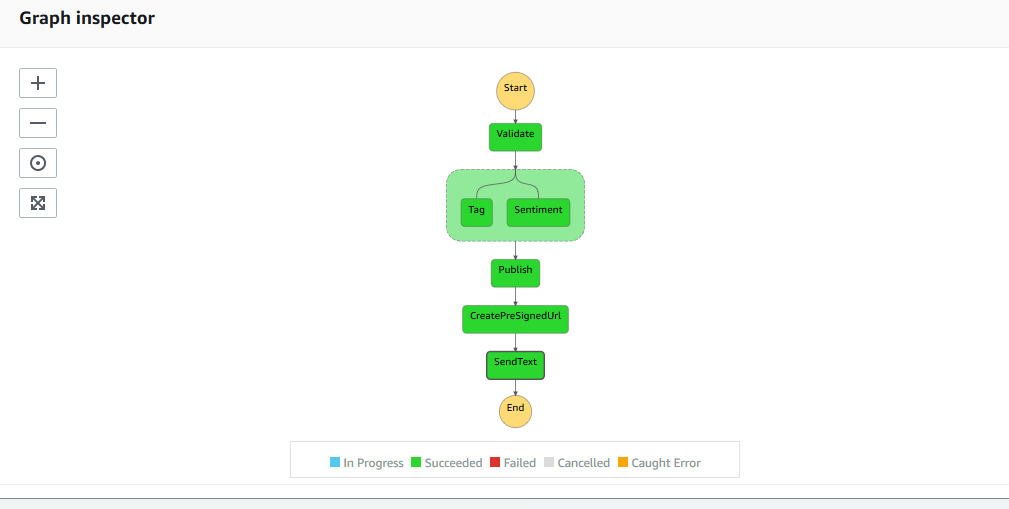 Graph inspector
Start
Validate
Tag Sentiment
Publish
CreatePreSignedUrl
SendText
End
In Progress Succeeded Failed Cancelled Caught Error